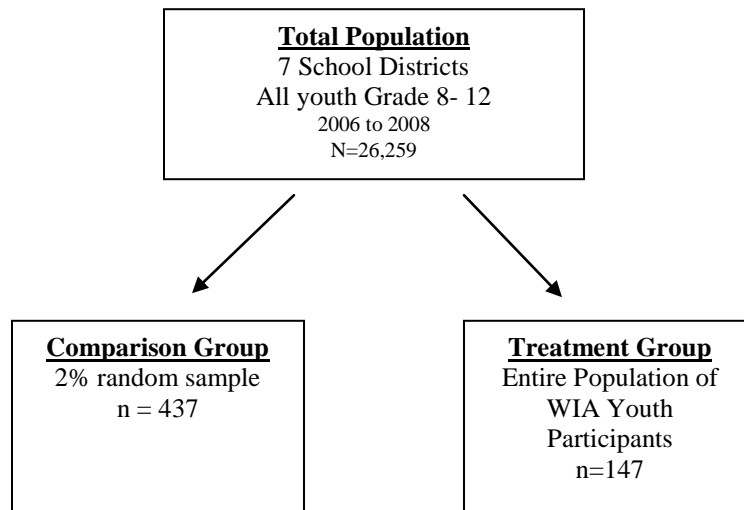 Total Population
7 School Districts
All youth Grade 8- 12
2006 to 2008
N=26,259
Comparison Group
2% random sample
n = 437
Treatment Group
Entire Population of
WIA Youth
Participants
n=147